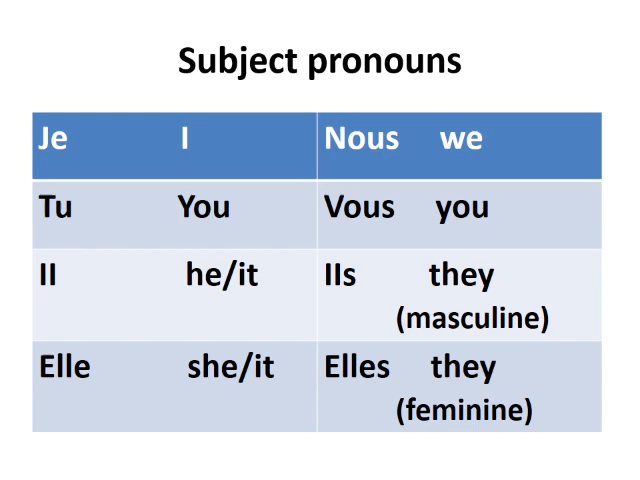 Subject pronouns
Je I Nous we
Tu You Vous you
Il he/it Ils they
(masculine)
Elle she/it Elles they
(feminine)